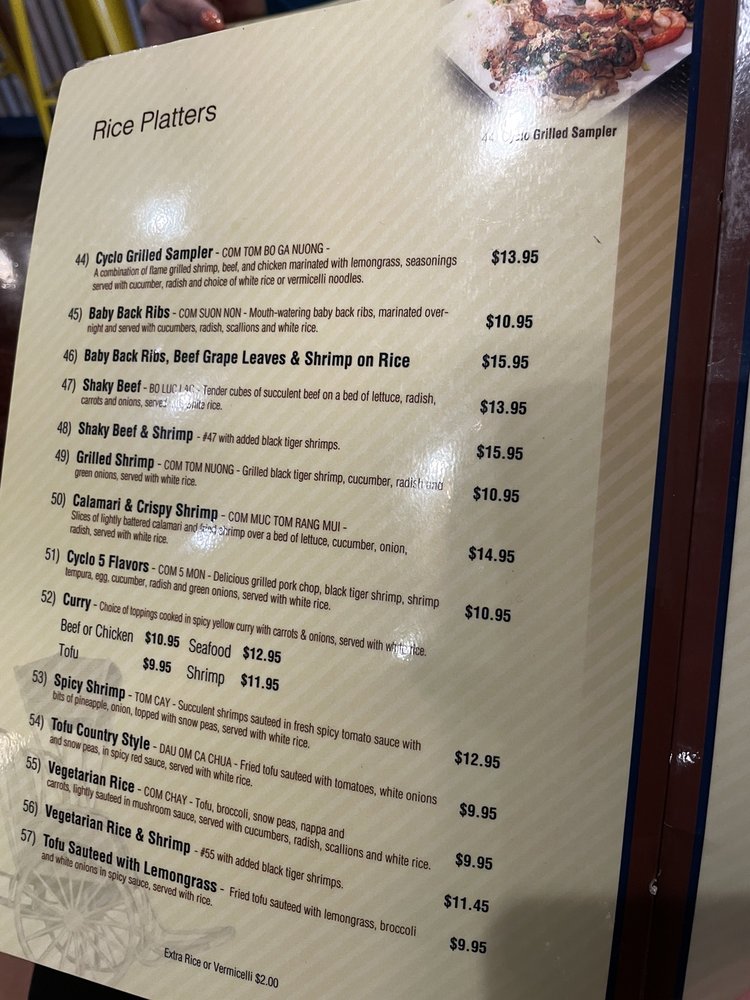 Rice Platters
Grilled Sampler
44) Cyclo Grilled Sampler - COM TOM BO GA NUONG - $13.95
A combination of flame grilled shrimp, beef, and chicken marinated with lemongrass, seasonings
served with cucumber, radish and choice of white rice or vermicelli noodles.
45) Baby Back Ribs - COM SUON NON - Mouth-watering baby back ribs, marinated over-
night and served with cucumbers, radish, scallions and white rice. $10.95
46) Baby Back Ribs, Beef Grape Leaves & Shrimp on Rice $15.95
47) Shaky Beef - BO LUC LAC - Tender cubes of succulent beef on a bed of lettuce, radish,
carrots and onions, served white rice. $13.95
48) Shaky Beef & Shrimp - #47 with added black tiger shrimps. $15.95
49) Grilled Shrimp - COM TOM NUONG - Grilled black tiger shrimp, cucumber, radish and
green onions, served with white rice. $10.95
50) Calamari & Crispy Shrimp - COM MUC TOM RANG MUI -
Slices of lightly battered calamari and fried shrimp over a bed of lettuce, cucumber, onion,
radish, served with white rice. $14.95
51) Cyclo 5 Flavors - COM 5 MON - Delicious grilled pork chop, black tiger shrimp, shrimp
tempura, egg, cucumber, radish and green onions, served with white rice. $10.95
52) Curry - Choice of toppings cooked in spicy yellow curry with carrots & onions, served with white rice.
Beef or Chicken $10.95 Seafood $12.95
Tofu $9.95 Shrimp $11.95
53) Spicy Shrimp - TOM CAY - Succulent shrimps sauteed in fresh spicy tomato sauce with
bits of pineapple, onion, topped with snow peas, served with white rice. $12.95
54) Tofu Country Style - DAU OM CA CHUA - Fried tofu sauteed with tomatoes, white onions
and snow peas, in spicy red sauce, served with white rice. $9.95
55) Vegetarian Rice - COM CHAY - Tofu, broccoli, snow peas, nappa and
carrots, lightly sauteed in mushroom sauce, served with cucumbers, radish, scallions and white rice. $9.95
56) Vegetarian Rice & Shrimp - #55 with added black tiger shrimps. $11.45
57) Tofu Sauteed with Lemongrass - Fried tofu sauteed with lemongrass, broccoli
and white onions in spicy sauce, served with rice. $9.95
Extra Rice or Vermicelli $2.00